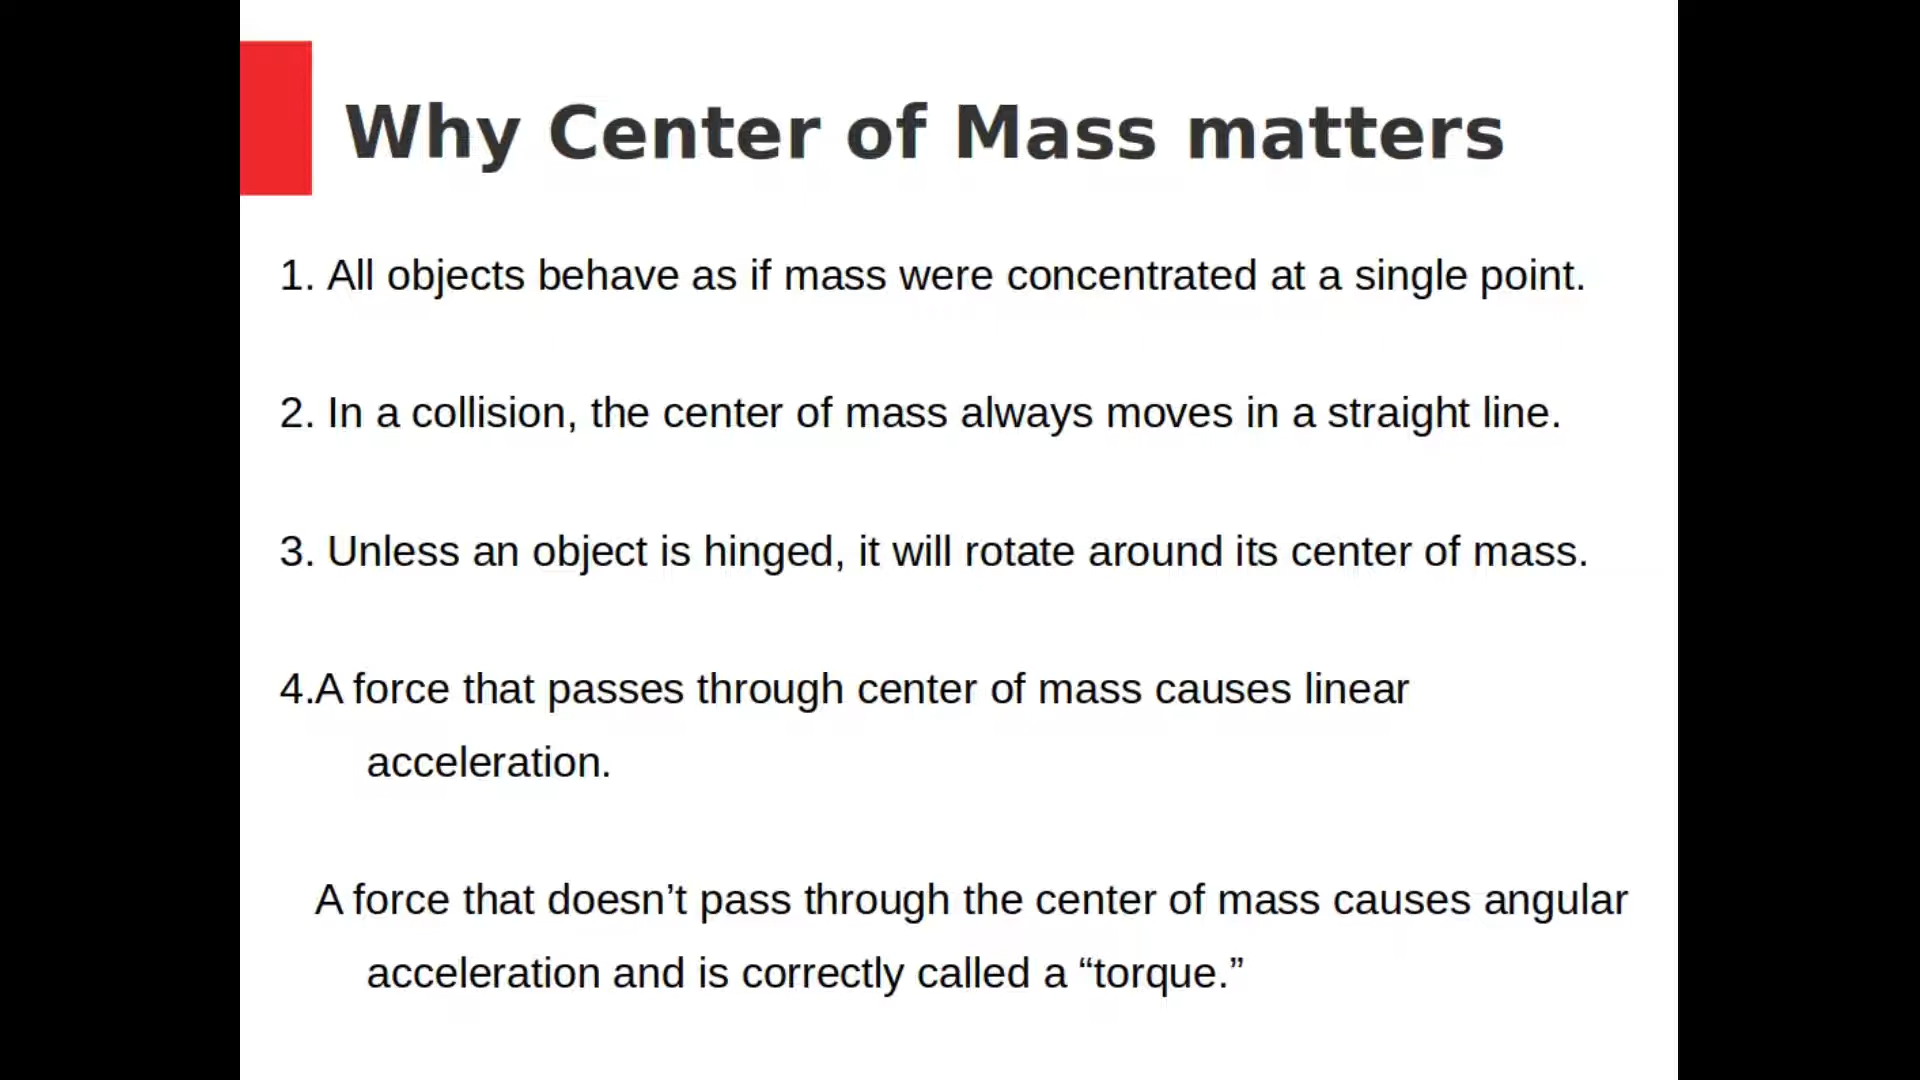 Why Center of Mass matters
1. All objects behave as if mass were concentrated at a single point.
2. In a collision, the center of mass always moves in a straight line.
3. Unless an object is hinged, it will rotate around its center of mass.
4.A force that passes through center of mass causes linear
acceleration.
A force that doesn’t pass through the center of mass causes angular
acceleration and is correctly called a “torque.”